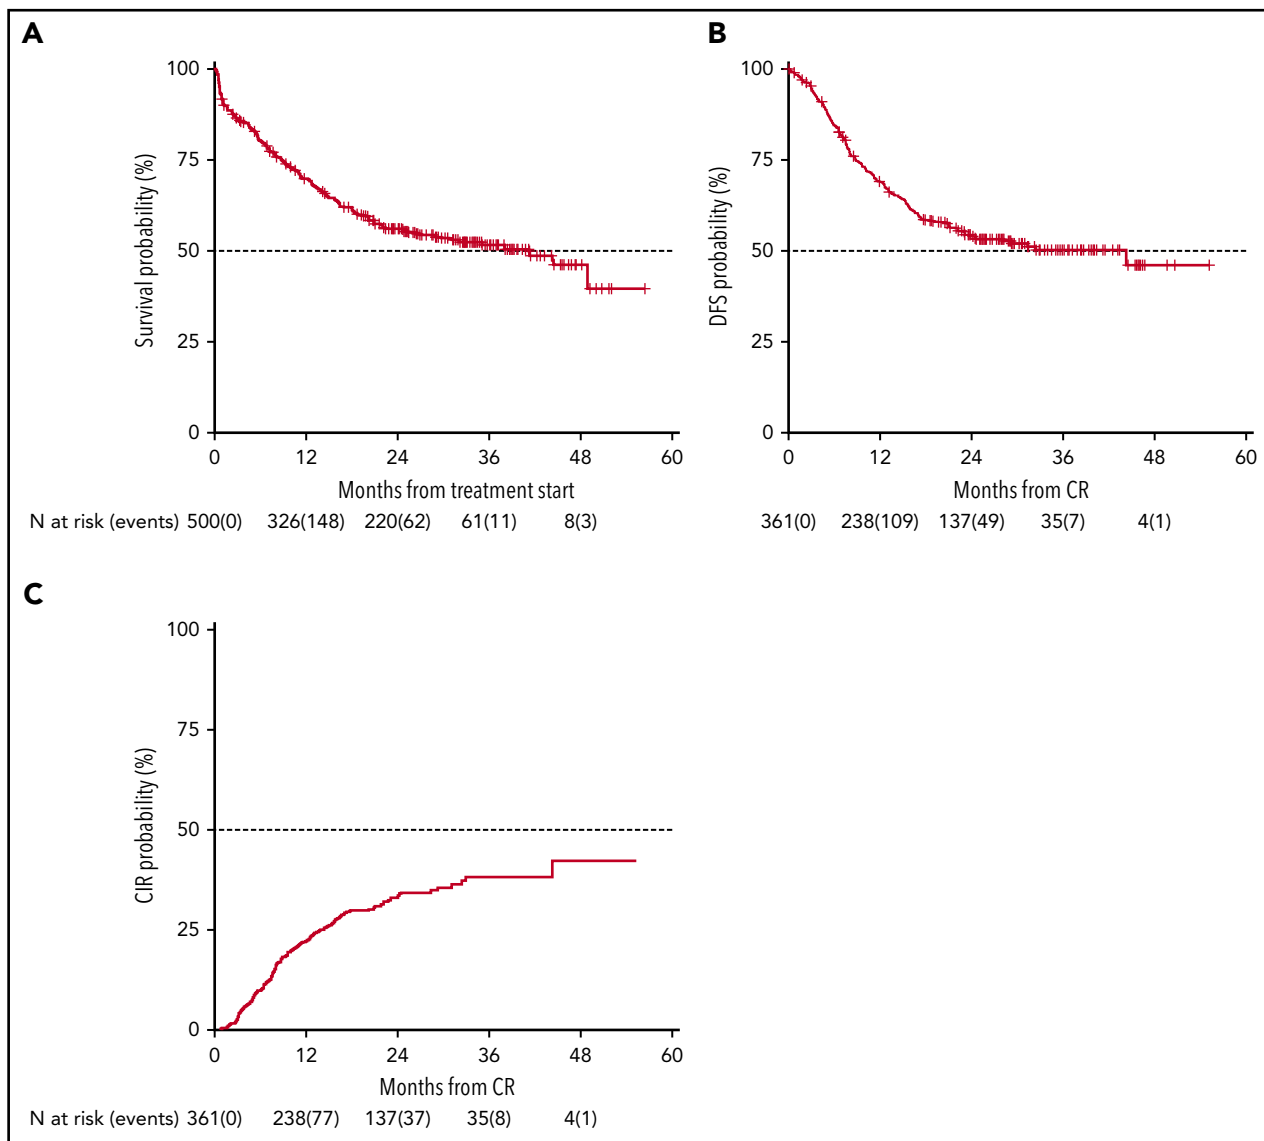 A
B
100
75
50
25
0
Survival probability (%)
0 12 24 36 48 60
Months from treatment start
N at risk (events) 500(0) 326(148) 220(62) 61(11) 8(3)
100
75
50
25
0
DFS probability (%)
0 12 24 36 48 60
Months from CR
361(0) 238(109) 137(49) 35(7) 4(1)
C
100
75
50
25
0
CIR probability (%)
0 12 24 36 48 60
Months from CR
N at risk (events) 361(0) 238(77) 137(37) 35(8) 4(1)